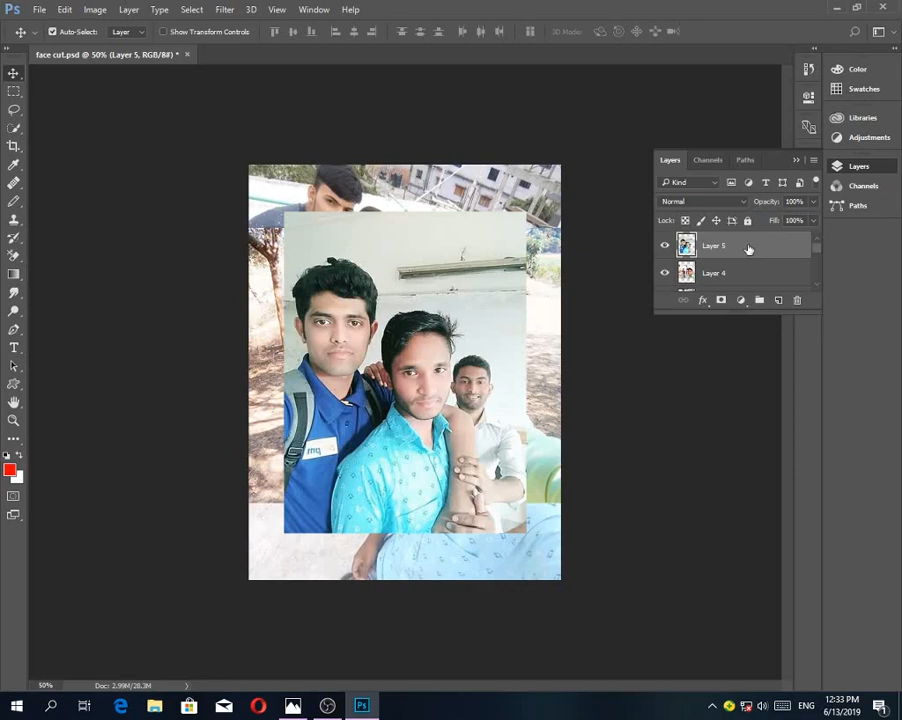 Ps File Edit Image Layer Type Select Filter 3D View Window Help
Auto-Select: Layer Show Transform Controls 3D Mode:
face cut.psd @ 50% (Layer 5, RGB/8#) *
Color
Swatches
Libraries
Adjustments
Layers
Channels
Paths
Layers Channels Paths
Kind
Normal Opacity: 100%
Lock: Fill: 100%
Layer 5
Layer 4
fx
50% Doc: 2.99M/28.3M
Ps ENG 12:33 PM
6/13/2019